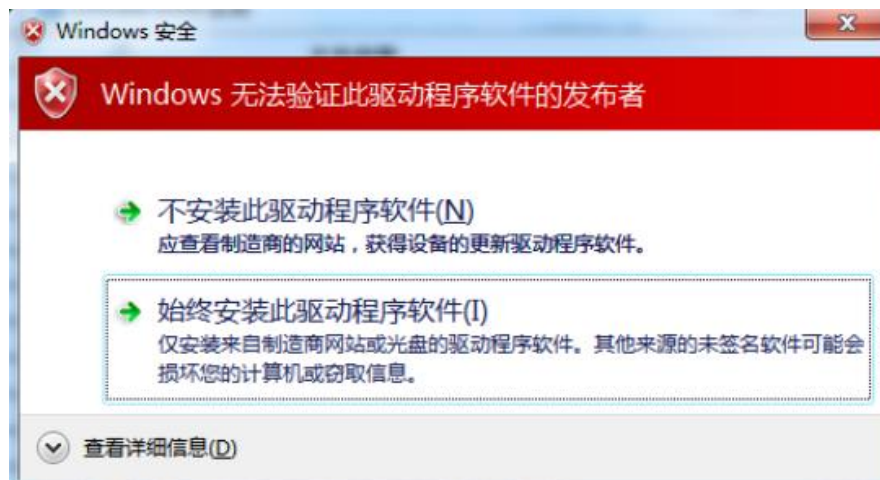 Windows 安全
Windows 无法验证此驱动程序软件的发布者
不安装此驱动程序软件(N)
应查看制造商的网站，获得设备的更新驱动程序软件。
始终安装此驱动程序软件(I)
仅安装来自制造商网站或光盘的驱动程序软件。其他来源的未签名软件可能会
损坏您的计算机或窃取信息。
查看详细信息(D)